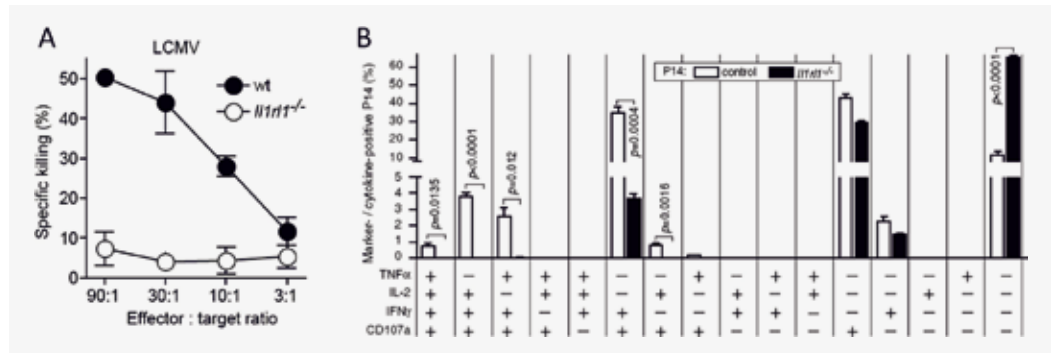 A
LCMV
50
40
30
20
10
0
Specific killing (%)
wt
Il1rl1⁻/⁻
90:1 30:1 10:1 3:1
Effector : target ratio
B
P14: control Il1rl1⁻/⁻
Marker- / cytokine-positive P14 (%)
60
50
40
30
20
10
5
4
3
2
1
0
p=0.0135
p<0.0001
p=0.012
p=0.0004
p=0.0016
p<0.0001
TNFα + − + + + − − + − + + − − − + −
IL-2 + + − + + − + − + − + − − + − −
IFNγ + + + − + + − − + + − − + − − −
CD107a + + + + − + + + − − − + − − − −